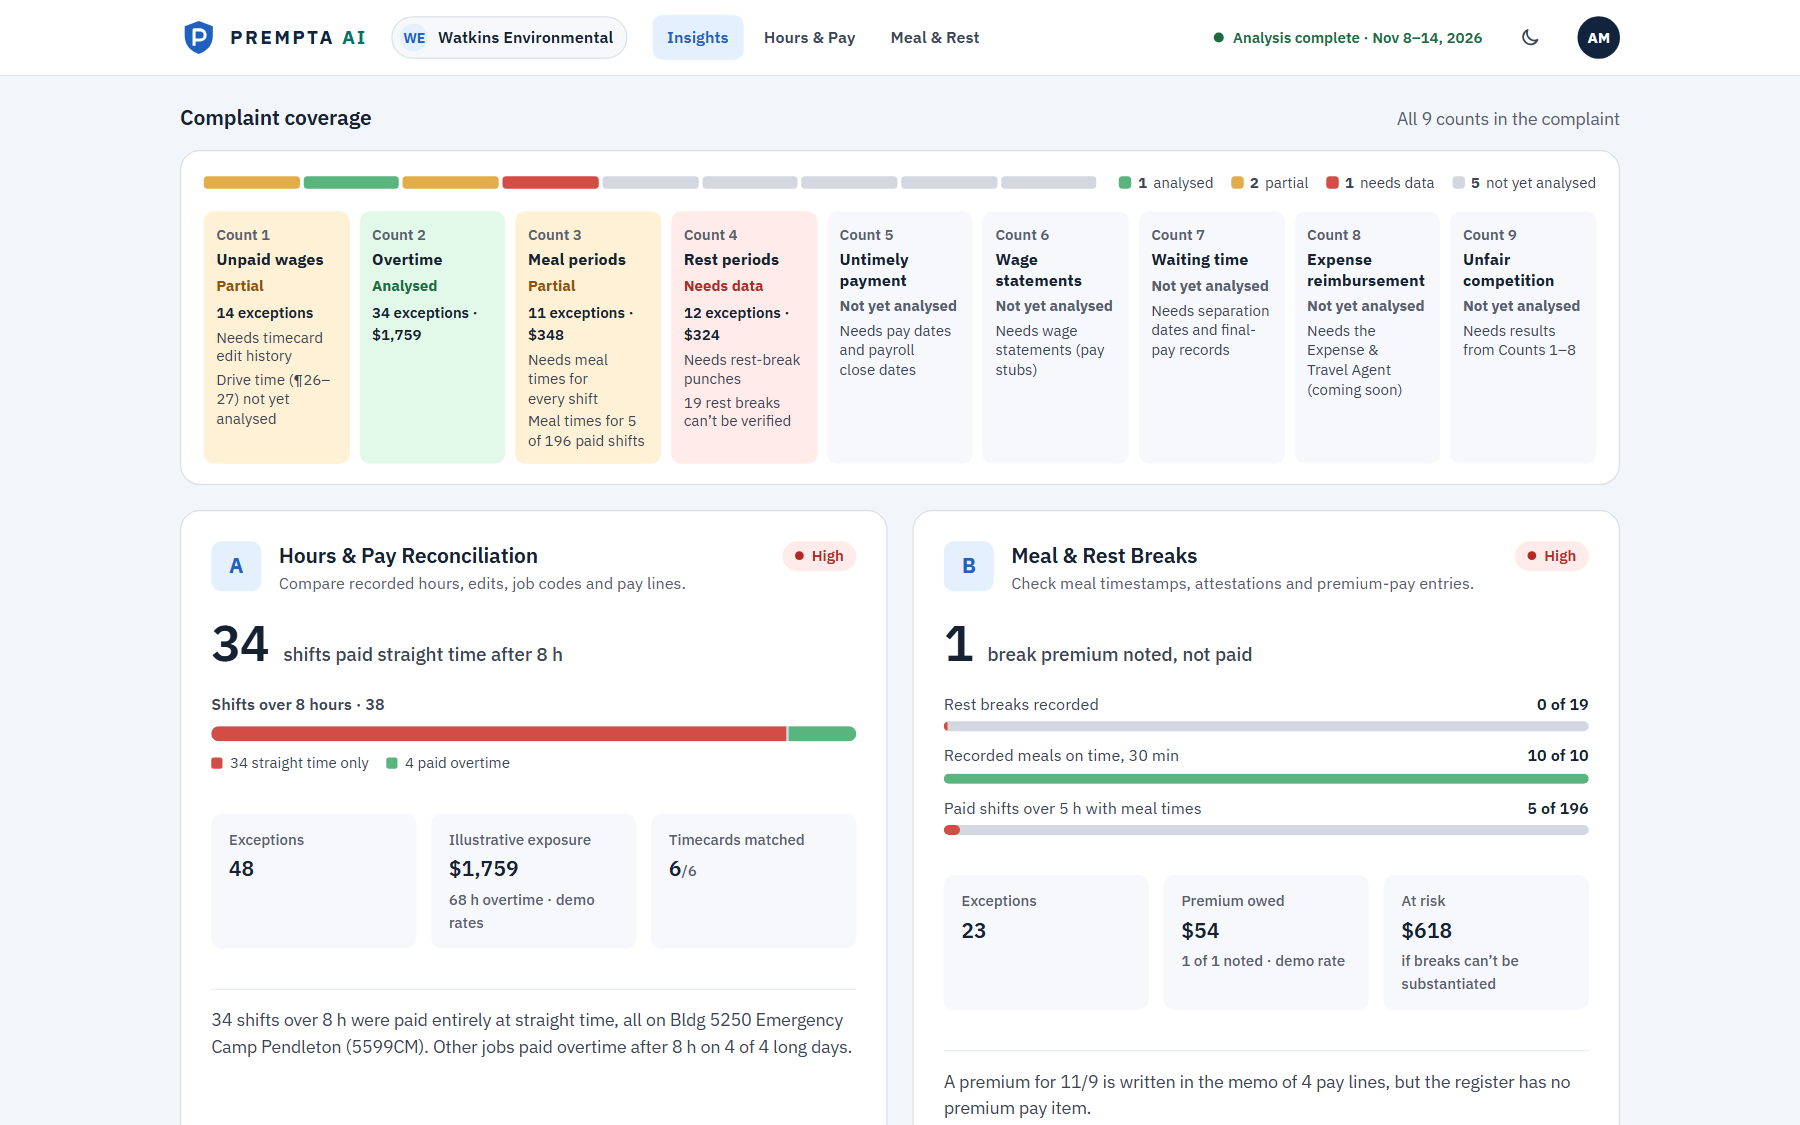 PREMPTA AI
WE Watkins Environmental
Insights
Hours & Pay
Meal & Rest
Analysis complete · Nov 8–14, 2026
AM
Complaint coverage
All 9 counts in the complaint
1 analysed
2 partial
1 needs data
5 not yet analysed
Count 1
Unpaid wages
Partial
14 exceptions
Needs timecard
edit history
Drive time (¶26–
27) not yet
analysed
Count 2
Overtime
Analysed
34 exceptions ·
$1,759
Count 3
Meal periods
Partial
11 exceptions ·
$348
Needs meal
times for
every shift
Meal times for 5
of 196 paid shifts
Count 4
Rest periods
Needs data
12 exceptions ·
$324
Needs rest-break
punches
19 rest breaks
can’t be verified
Count 5
Untimely
payment
Not yet analysed
Needs pay dates
and payroll
close dates
Count 6
Wage
statements
Not yet analysed
Needs wage
statements (pay
stubs)
Count 7
Waiting time
Not yet analysed
Needs separation
dates and final-
pay records
Count 8
Expense
reimbursement
Not yet analysed
Needs the
Expense &
Travel Agent
(coming soon)
Count 9
Unfair
competition
Not yet analysed
Needs results
from Counts 1–8
A
Hours & Pay Reconciliation
High
Compare recorded hours, edits, job codes and pay lines.
34 shifts paid straight time after 8 h
Shifts over 8 hours · 38
34 straight time only
4 paid overtime
Exceptions
48
Illustrative exposure
$1,759
68 h overtime · demo
rates
Timecards matched
6/6
34 shifts over 8 h were paid entirely at straight time, all on Bldg 5250 Emergency
Camp Pendleton (5599CM). Other jobs paid overtime after 8 h on 4 of 4 long days.
B
Meal & Rest Breaks
High
Check meal timestamps, attestations and premium-pay entries.
1 break premium noted, not paid
Rest breaks recorded
0 of 19
Recorded meals on time, 30 min
10 of 10
Paid shifts over 5 h with meal times
5 of 196
Exceptions
23
Premium owed
$54
1 of 1 noted · demo rate
At risk
$618
if breaks can’t be
substantiated
A premium for 11/9 is written in the memo of 4 pay lines, but the register has no
premium pay item.